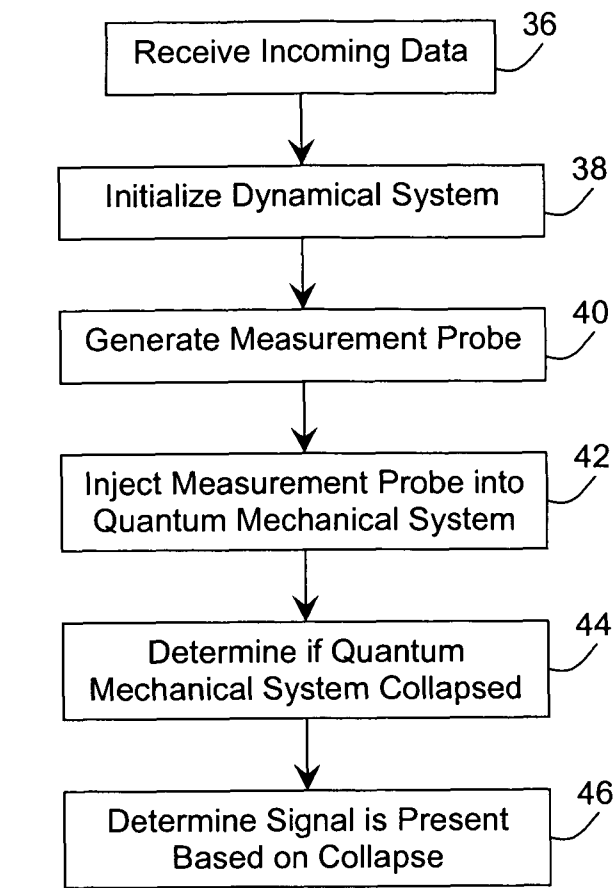 36
Receive Incoming Data
38
Initialize Dynamical System
40
Generate Measurement Probe
42
Inject Measurement Probe into
Quantum Mechanical System
44
Determine if Quantum
Mechanical System Collapsed
46
Determine Signal is Present
Based on Collapse